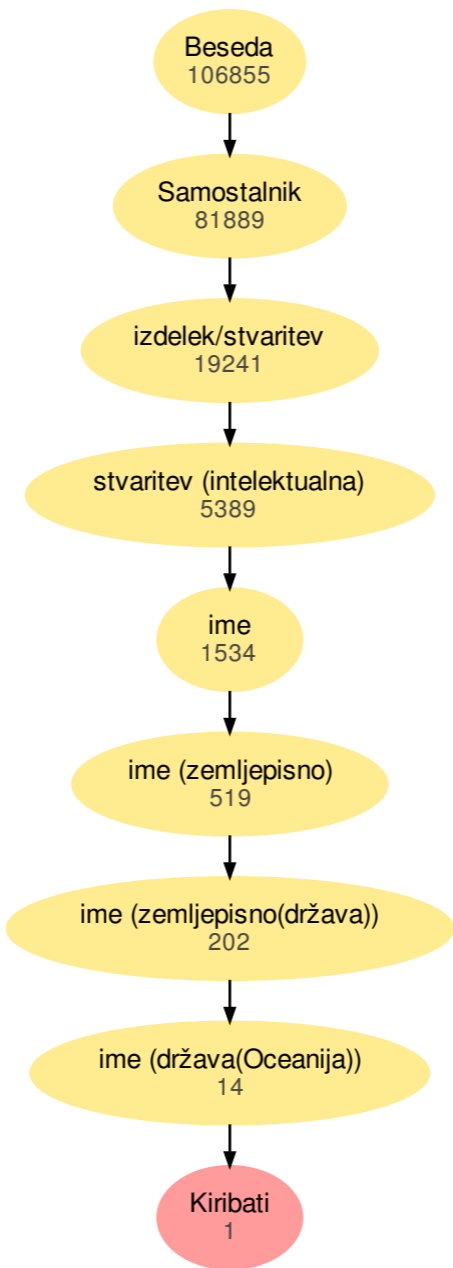 Beseda
106855
Samostalnik
81889
izdelek/stvaritev
19241
stvaritev (intelektualna)
5389
ime
1534
ime (zemljepisno)
519
ime (zemljepisno(država))
202
ime (država(Oceanija))
14
Kiribati
1